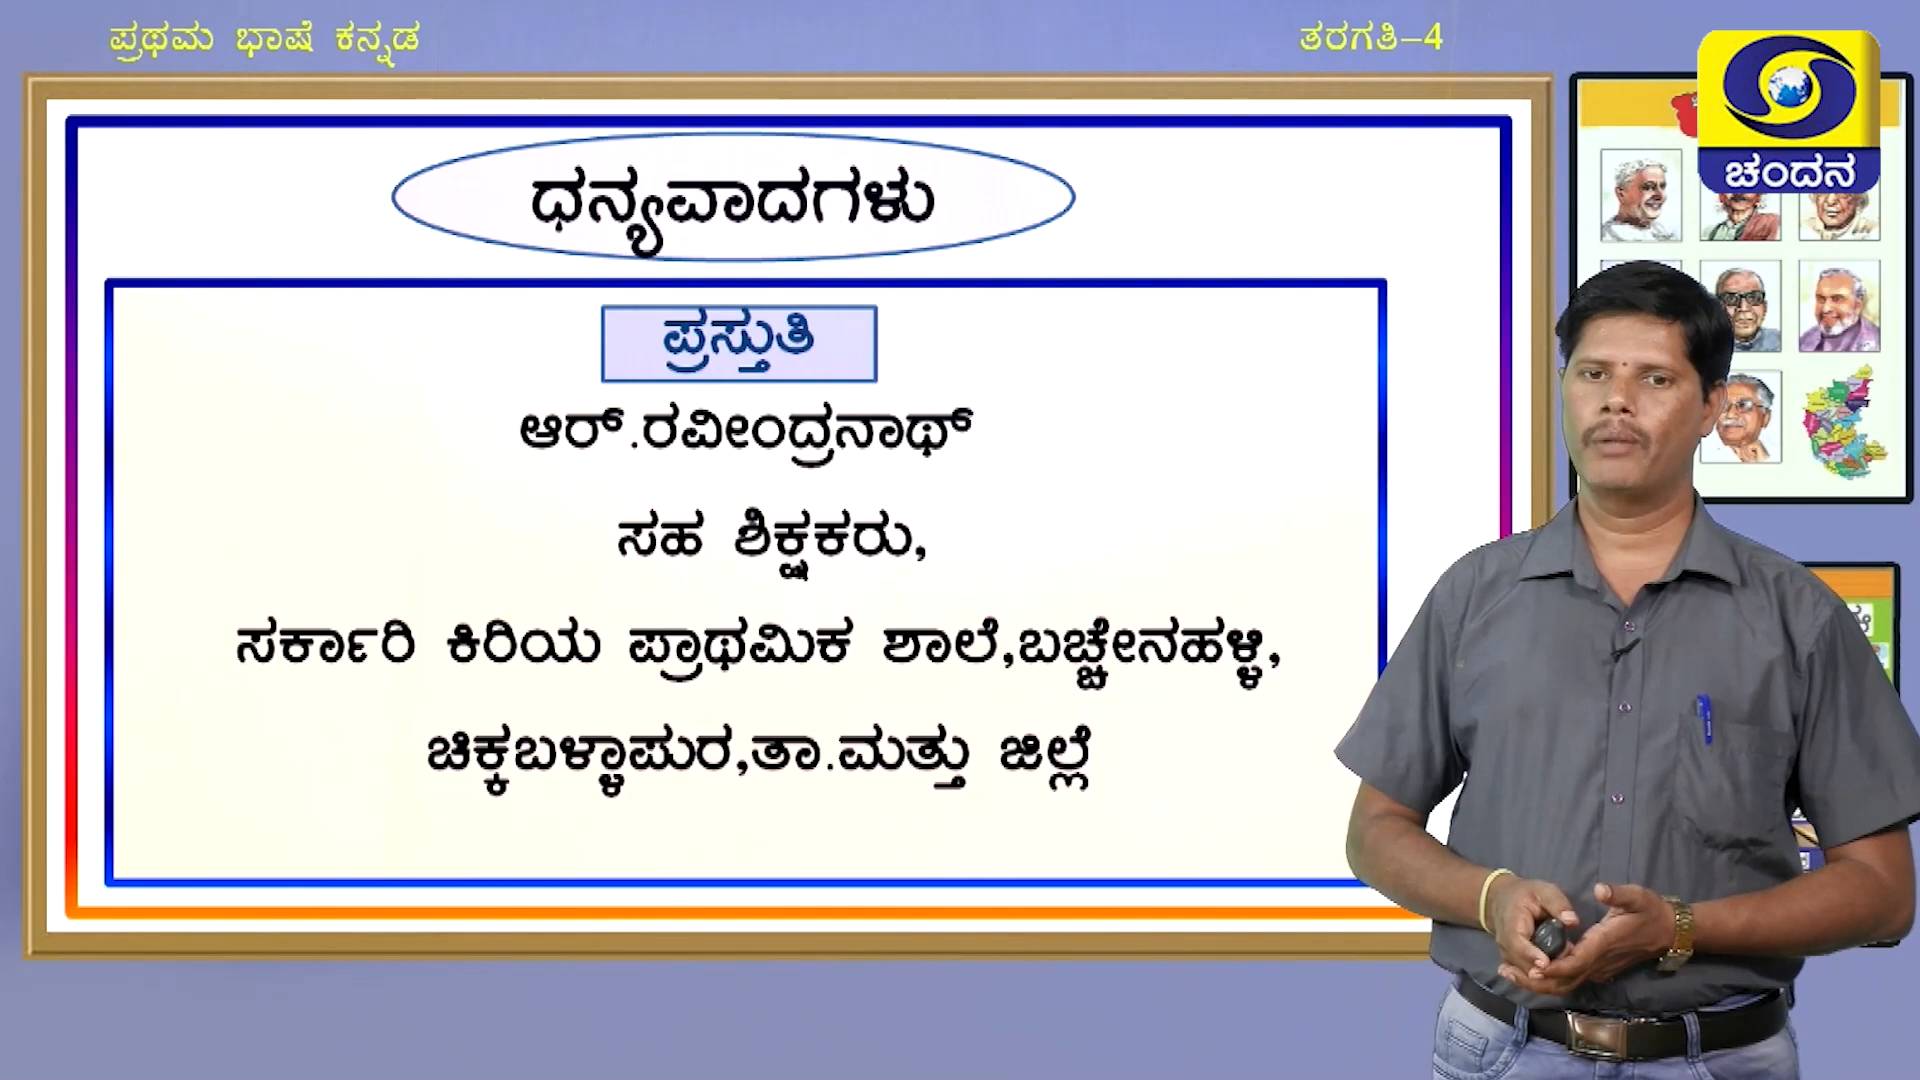 ಪ್ರಥಮ ಭಾಷೆ ಕನ್ನಡ
ತರಗತಿ–4
ಚಂದನ
ಧನ್ಯವಾದಗಳು
ಪ್ರಸ್ತುತಿ
ಆರ್.ರವೀಂದ್ರನಾಥ್
ಸಹ ಶಿಕ್ಷಕರು,
ಸರ್ಕಾರಿ ಕಿರಿಯ ಪ್ರಾಥಮಿಕ ಶಾಲೆ,ಬಚ್ಚೇನಹಳ್ಳಿ,
ಚಿಕ್ಕಬಳ್ಳಾಪುರ,ತಾ.ಮತ್ತು ಜಿಲ್ಲೆ